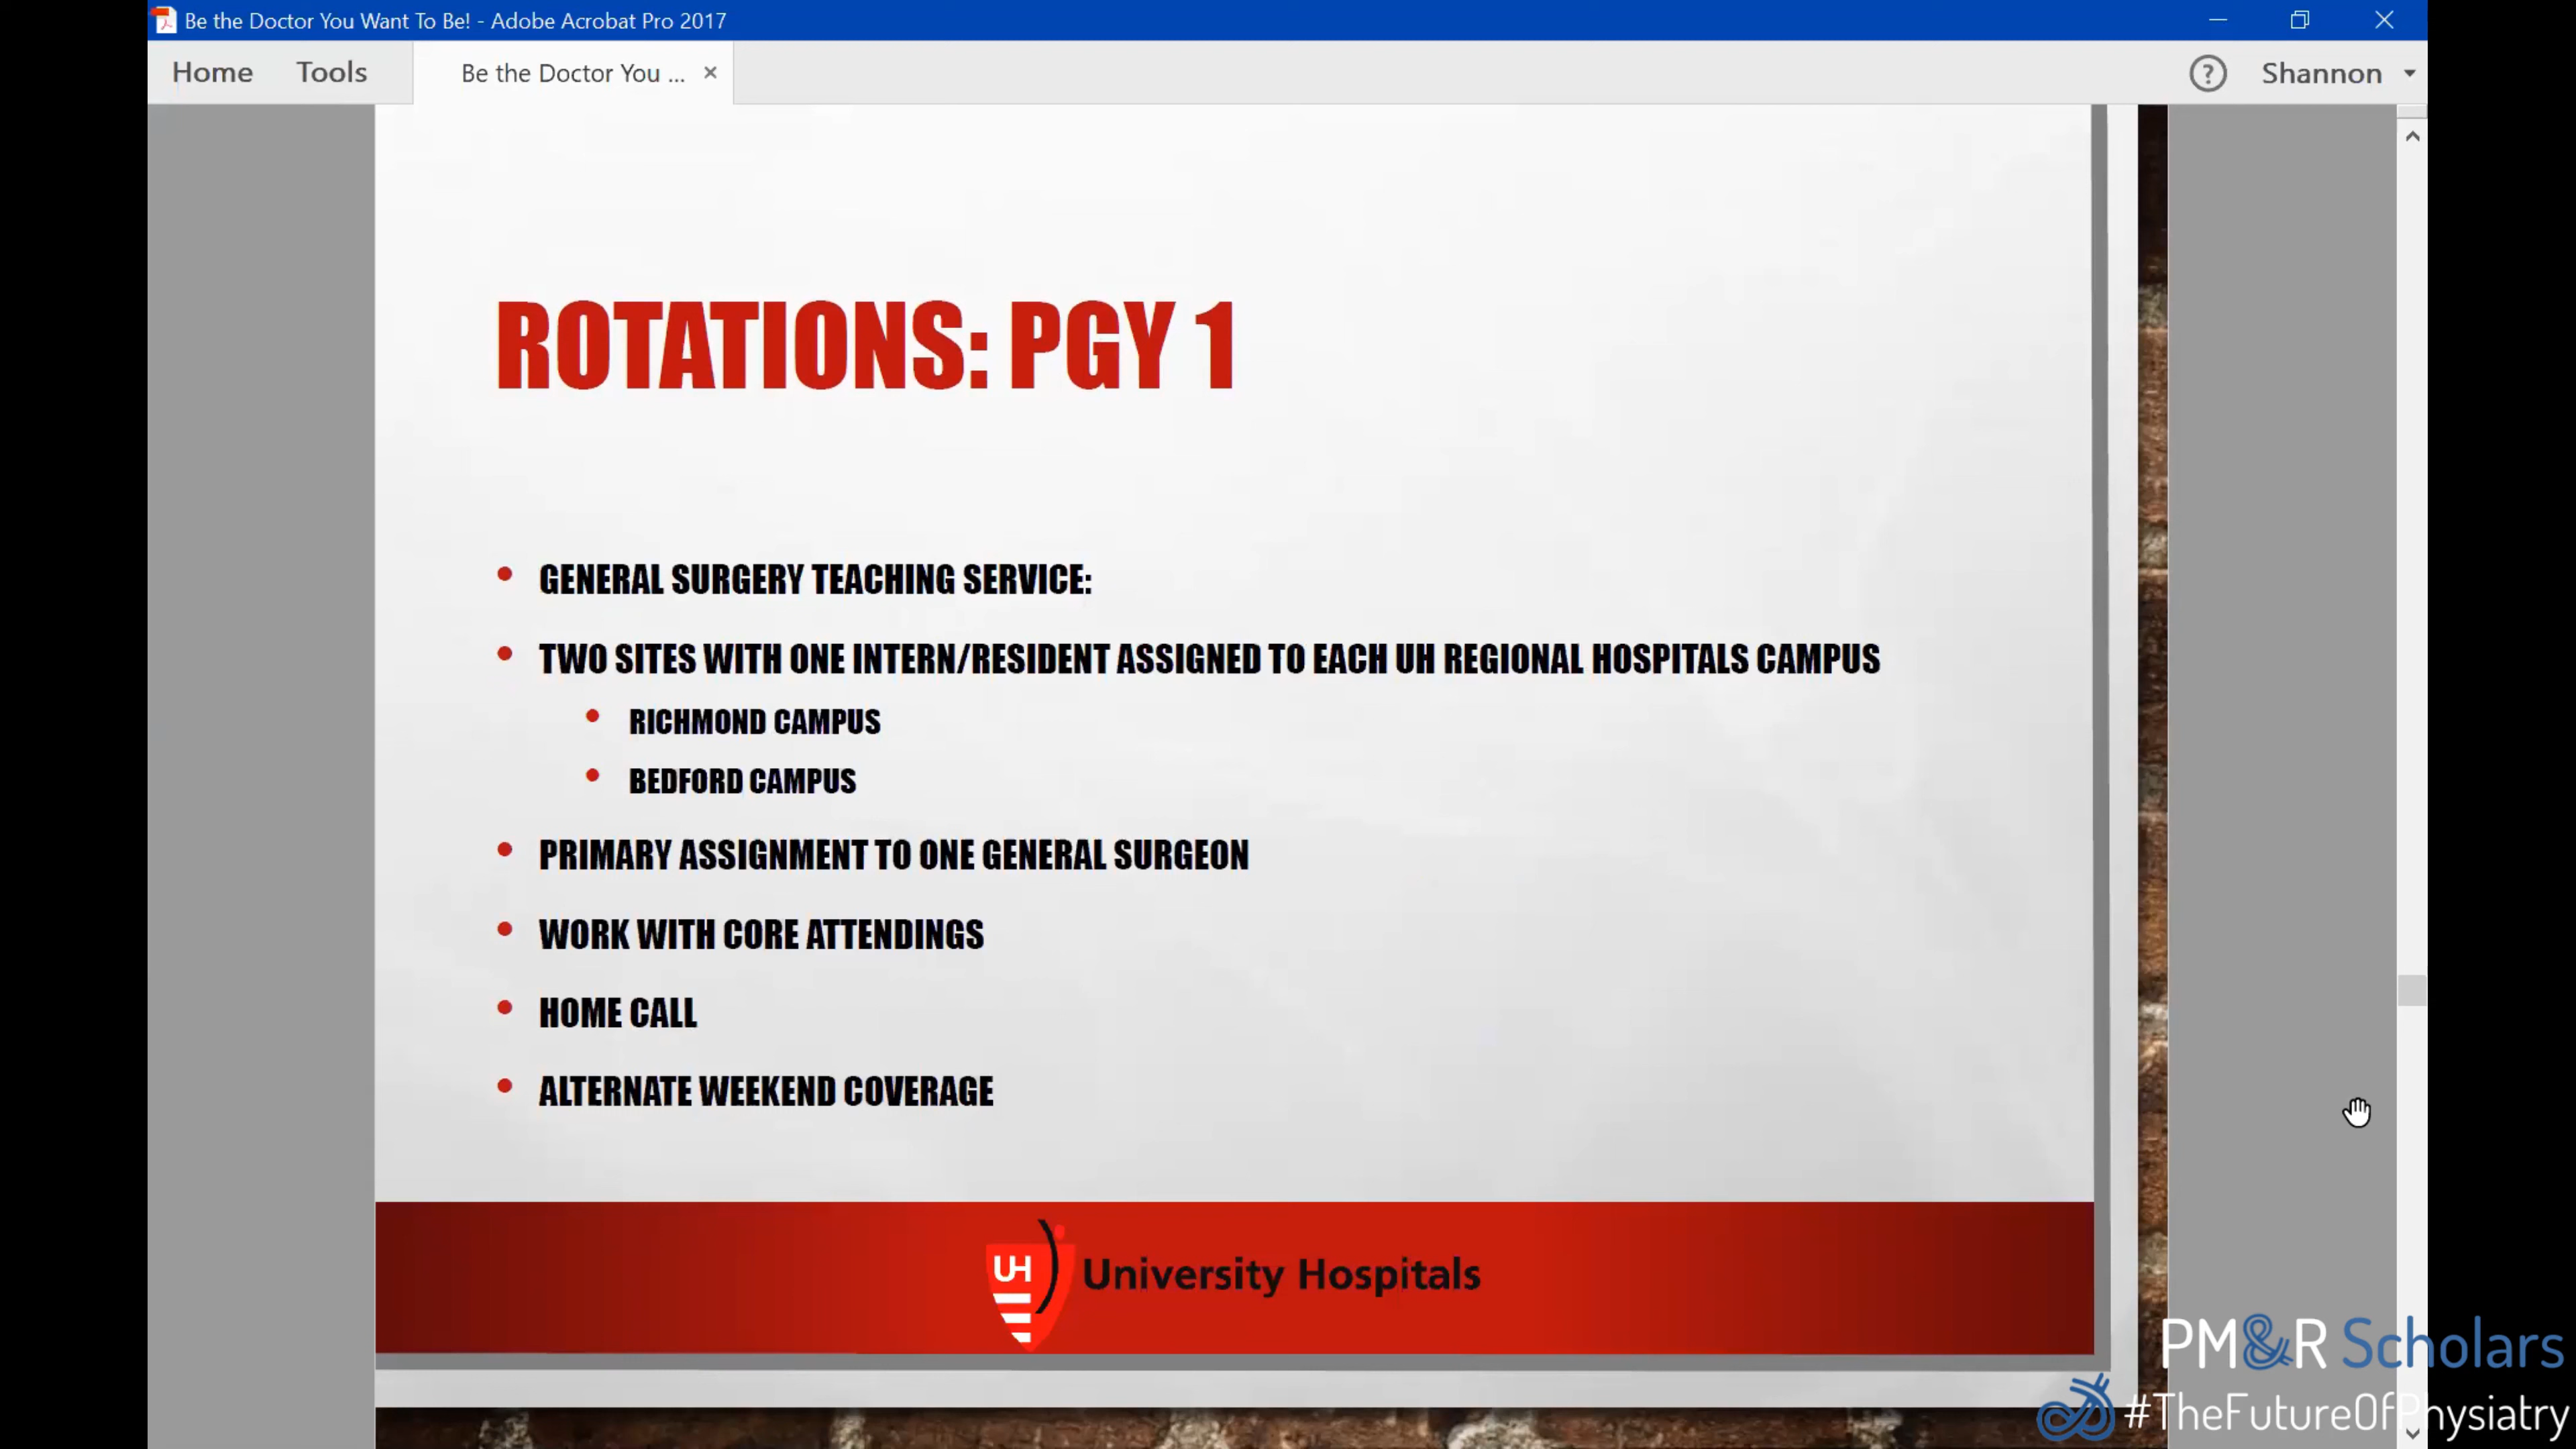 Be the Doctor You Want To Be! - Adobe Acrobat Pro 2017
Home Tools Be the Doctor You ... Shannon
ROTATIONS: PGY 1
GENERAL SURGERY TEACHING SERVICE:
TWO SITES WITH ONE INTERN/RESIDENT ASSIGNED TO EACH UH REGIONAL HOSPITALS CAMPUS
RICHMOND CAMPUS
BEDFORD CAMPUS
PRIMARY ASSIGNMENT TO ONE GENERAL SURGEON
WORK WITH CORE ATTENDINGS
HOME CALL
ALTERNATE WEEKEND COVERAGE
UH University Hospitals
PM&R Scholars
#TheFutureOfPhysiatry